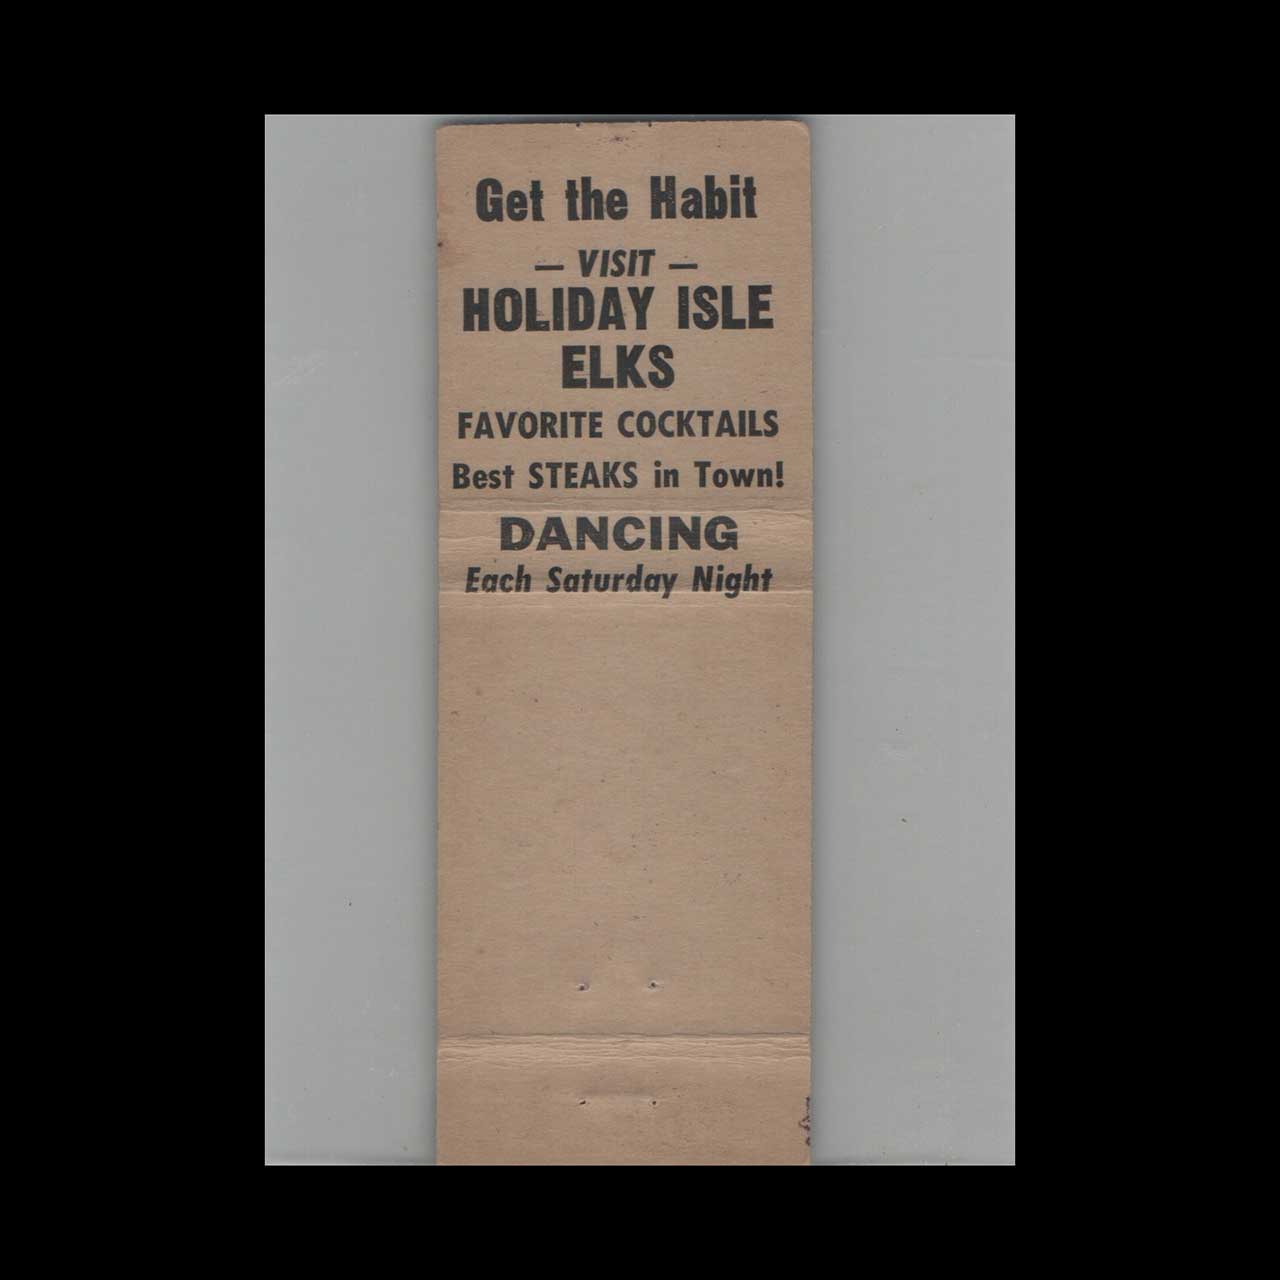 Get the Habit
— VISIT —
HOLIDAY ISLE
ELKS
FAVORITE COCKTAILS
Best STEAKS in Town!
DANCING
Each Saturday Night